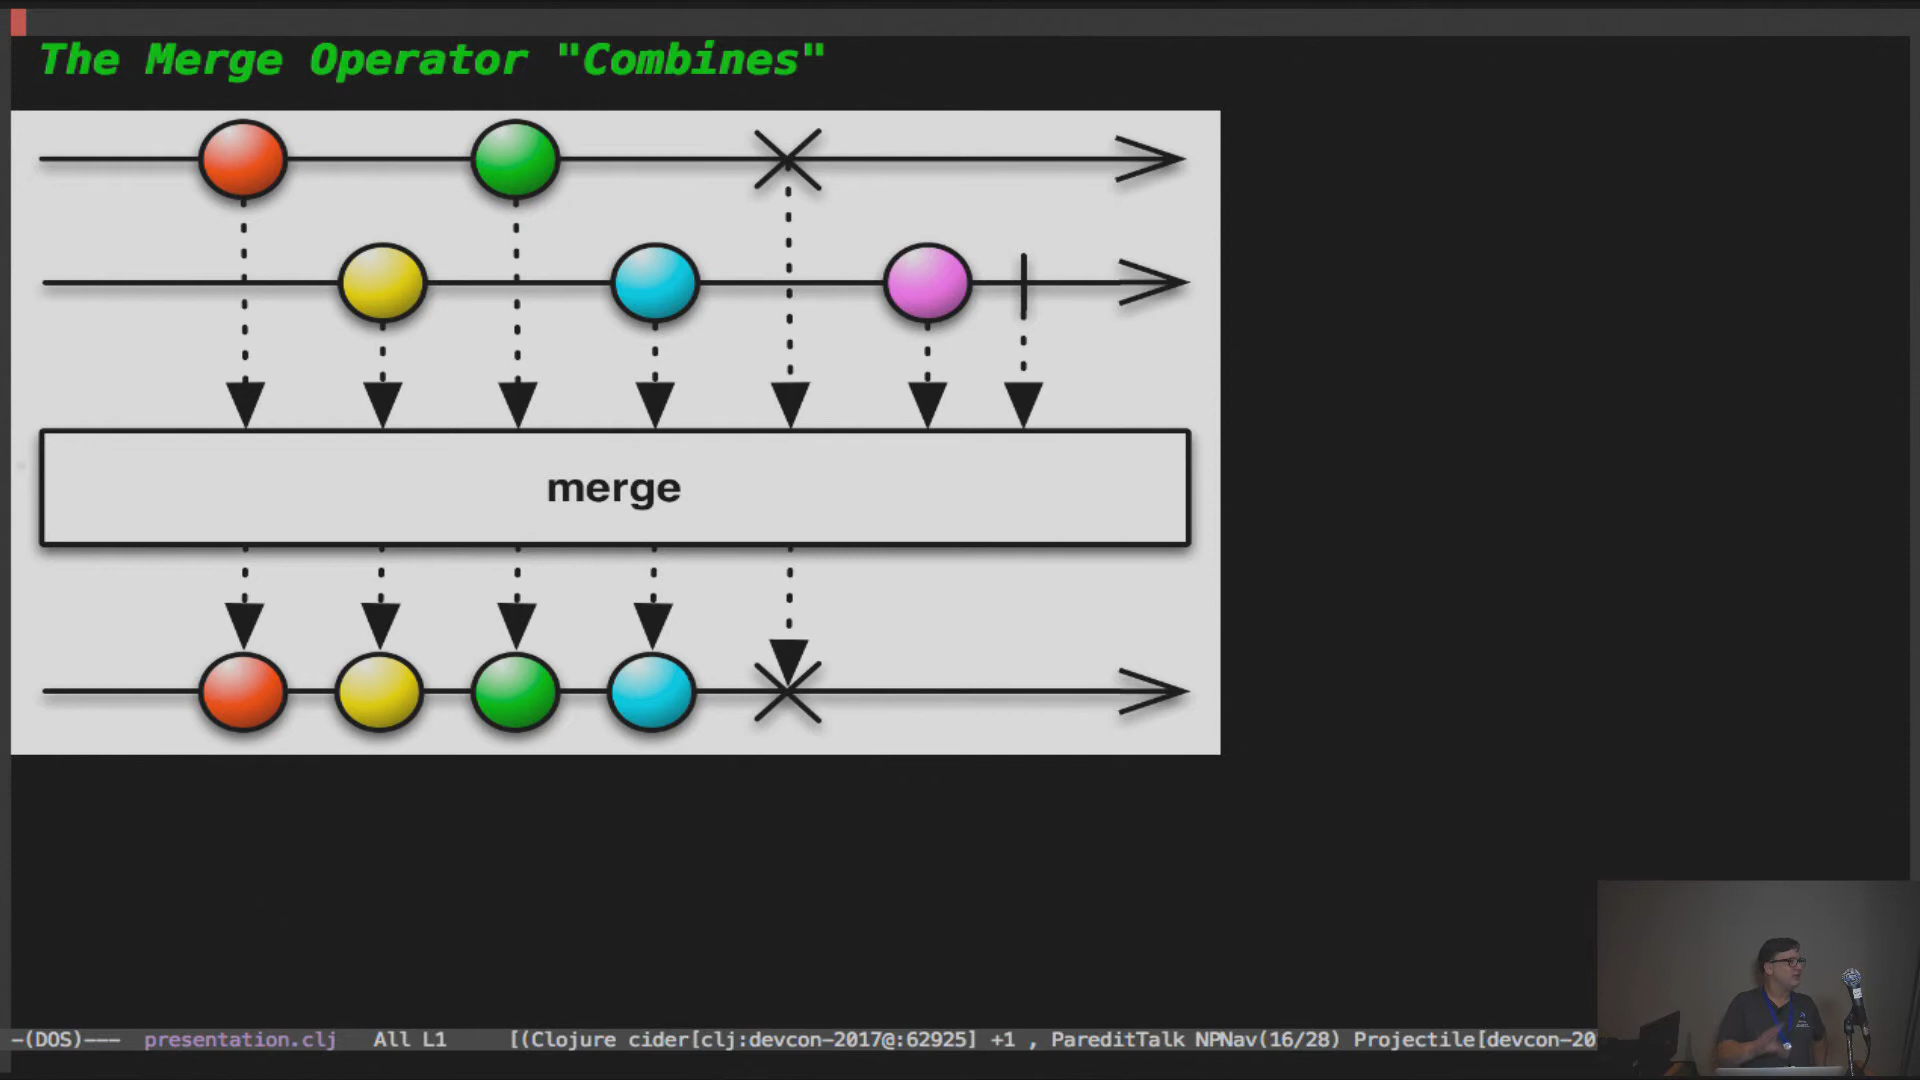 The Merge Operator "Combines"
merge
-(DOS)--- presentation.clj All L1 [(Clojure cider[clj:devcon-2017@:62925] +1 , PareditTalk NPNav(16/28) Projectile[devcon-20